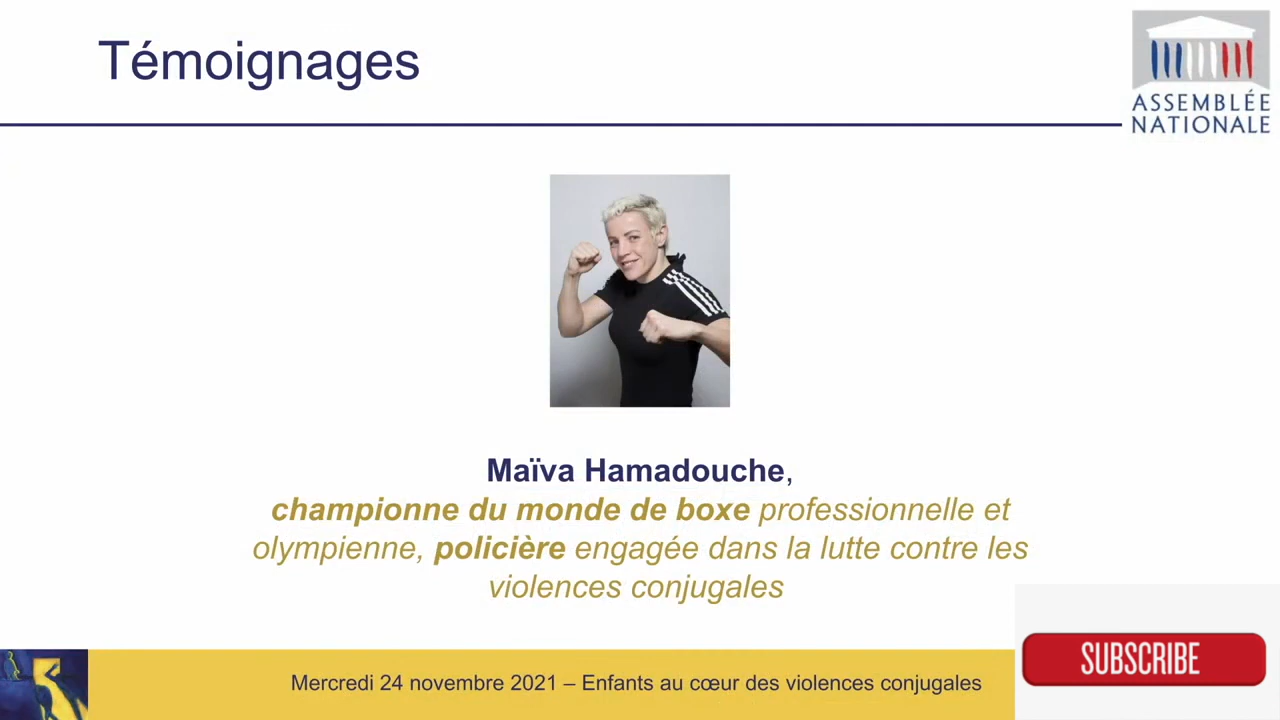 Témoignages
ASSEMBLÉE
NATIONALE
Maïva Hamadouche,
championne du monde de boxe professionnelle et
olympienne, policière engagée dans la lutte contre les
violences conjugales
Mercredi 24 novembre 2021 – Enfants au cœur des violences conjugales
SUBSCRIBE